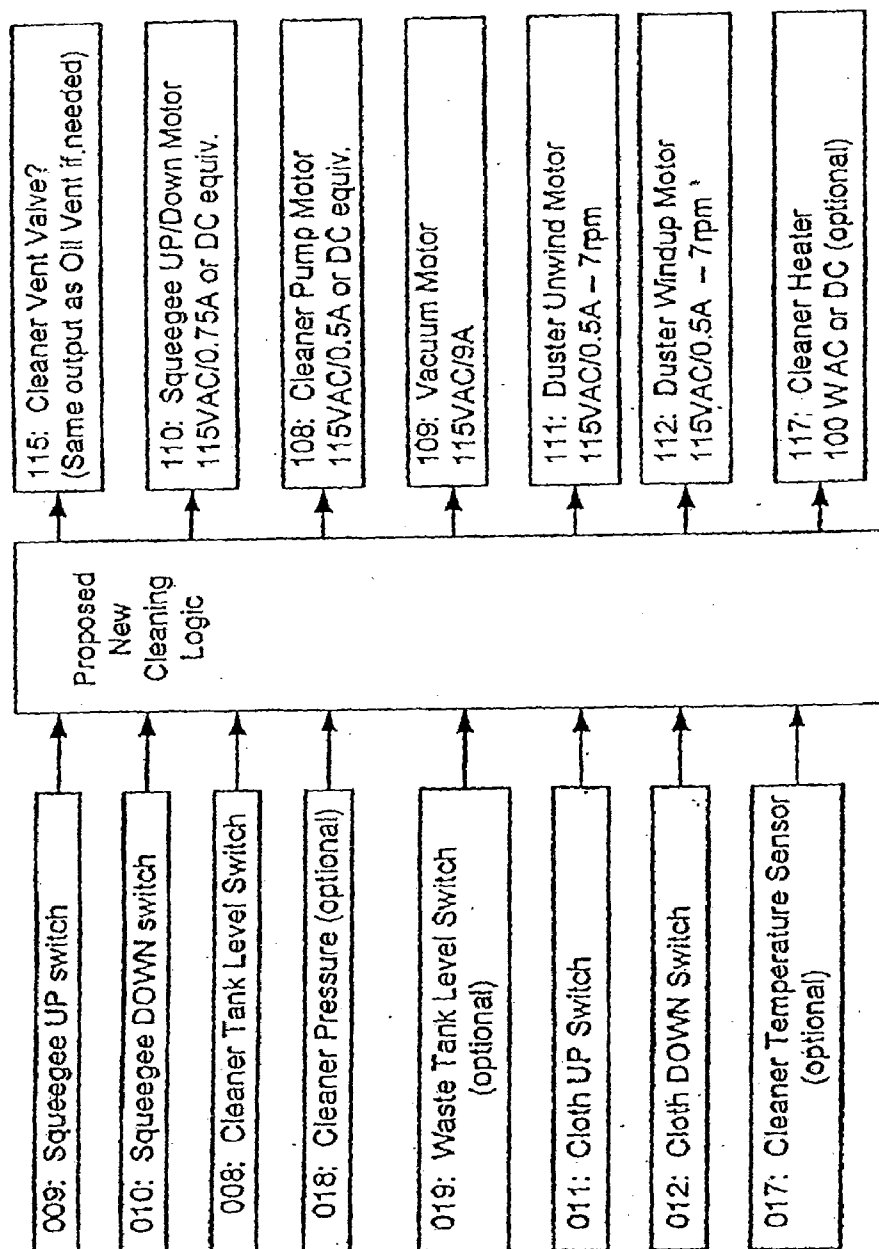 009: Squeegee UP switch
010: Squeegee DOWN switch
008: Cleaner Tank Level Switch
018: Cleaner Pressure (optional)
019: Waste Tank Level Switch
(optional)
011: Cloth UP Switch
012: Cloth DOWN Switch
017: Cleaner Temperature Sensor
(optional)
Proposed
New
Cleaning
Logic
115: Cleaner Vent Valve?
(Same output as Oil Vent if needed)
110: Squeegee UP/Down Motor
115VAC/0.75A or DC equiv.
108: Cleaner Pump Motor
115VAC/0.5A or DC equiv.
109: Vacuum Motor
115VAC/9A
111: Duster Unwind Motor
115VAC/0.5A – 7rpm
112: Duster Windup Motor
115VAC/0.5A – 7rpm
117: Cleaner Heater
100 W AC or DC (optional)